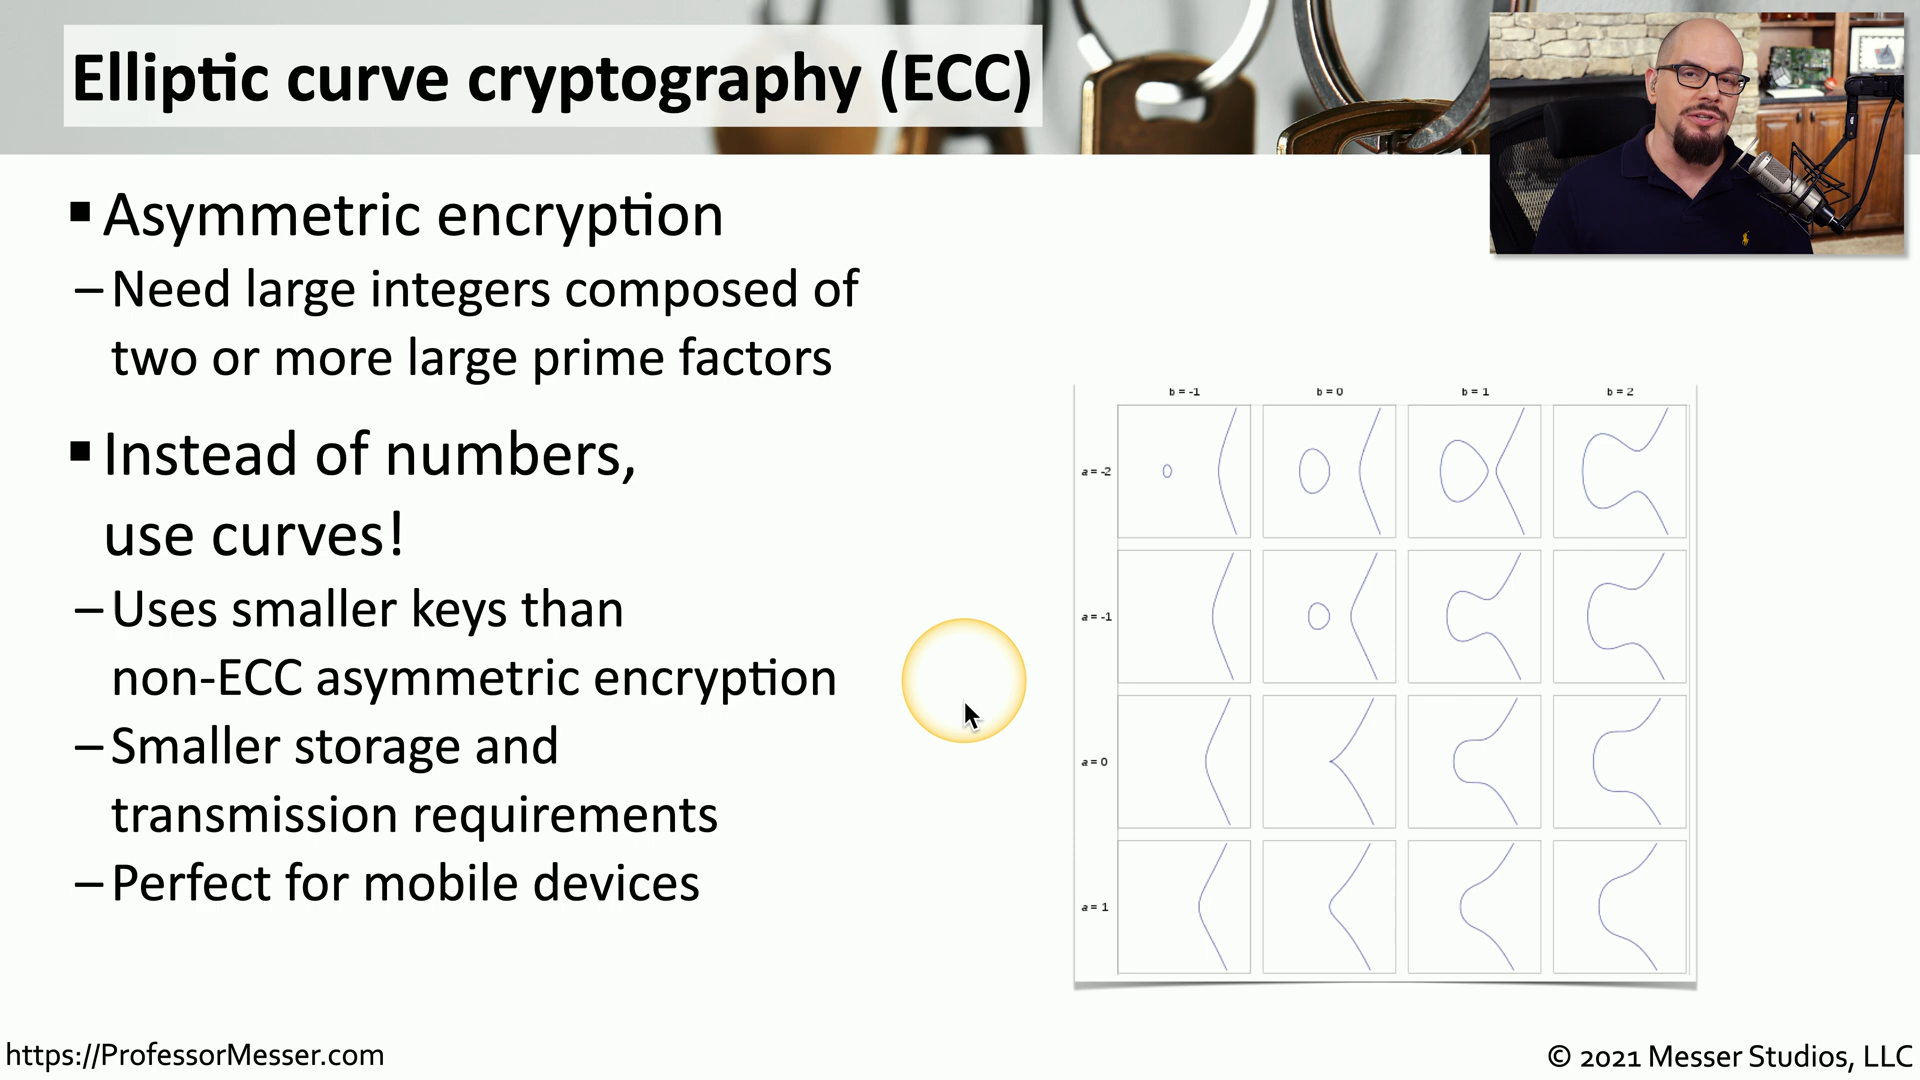 Elliptic curve cryptography (ECC)
▪ Asymmetric encryption
– Need large integers composed of
two or more large prime factors
▪ Instead of numbers,
use curves!
– Uses smaller keys than
non-ECC asymmetric encryption
– Smaller storage and
transmission requirements
– Perfect for mobile devices
b = -1 b = 0 b = 1 b = 2
a = -2
a = -1
a = 0
a = 1
https://ProfessorMesser.com
© 2021 Messer Studios, LLC